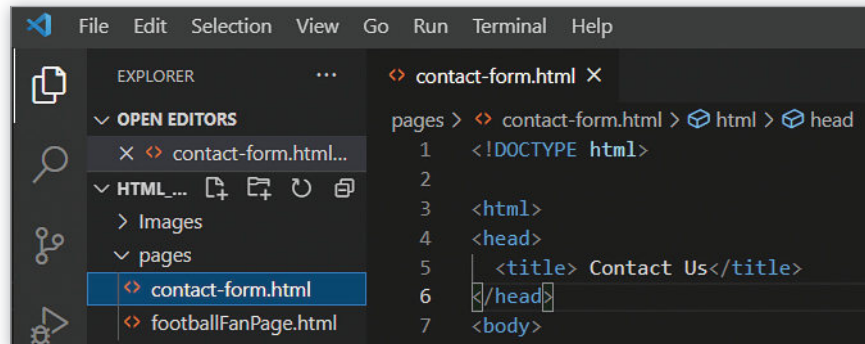 File Edit Selection View Go Run Terminal Help
EXPLORER ...
OPEN EDITORS
contact-form.html...
HTML_...
Images
pages
contact-form.html
footballFanPage.html
contact-form.html
pages > contact-form.html > html > head
1 <!DOCTYPE html>
2
3 <html>
4 <head>
5 <title> Contact Us</title>
6 </head>
7 <body>